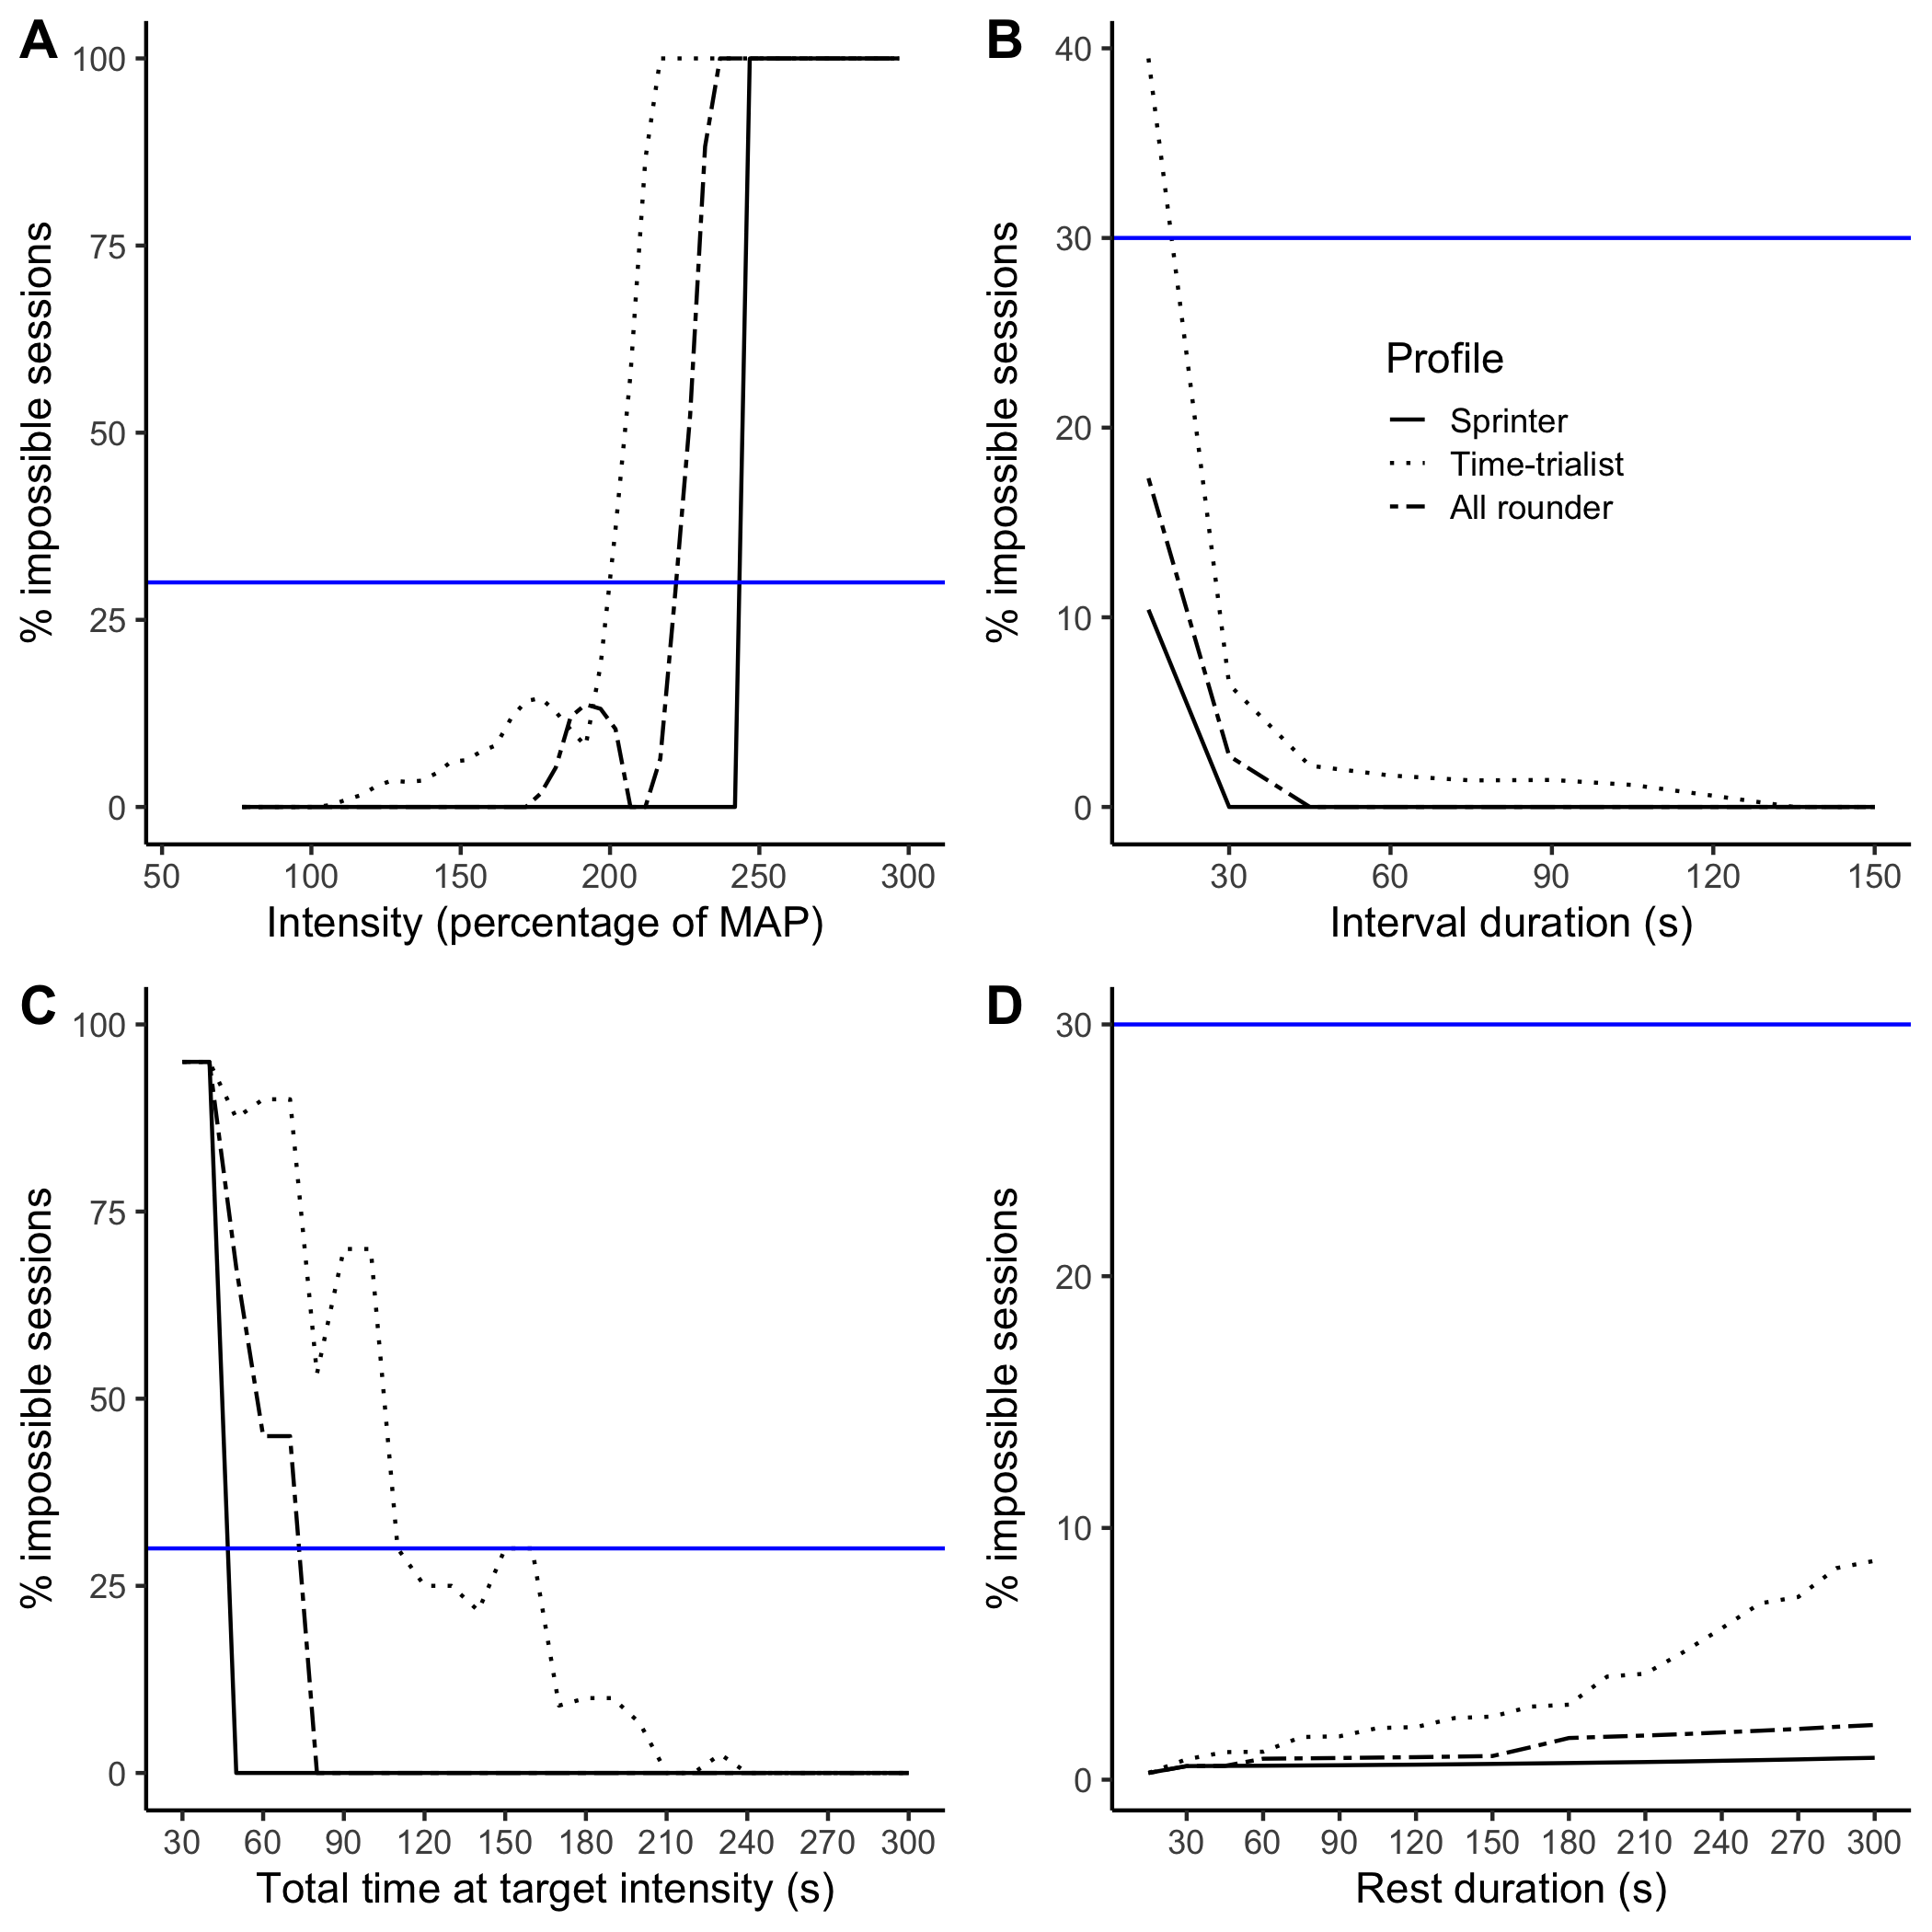 A
% impossible sessions
100
75
50
25
0
50 100 150 200 250 300
Intensity (percentage of MAP)
B
% impossible sessions
40
30
20
10
0
Profile
Sprinter
Time-trialist
All rounder
30 60 90 120 150
Interval duration (s)
C
% impossible sessions
100
75
50
25
0
30 60 90 120 150 180 210 240 270 300
Total time at target intensity (s)
D
% impossible sessions
30
20
10
0
30 60 90 120 150 180 210 240 270 300
Rest duration (s)